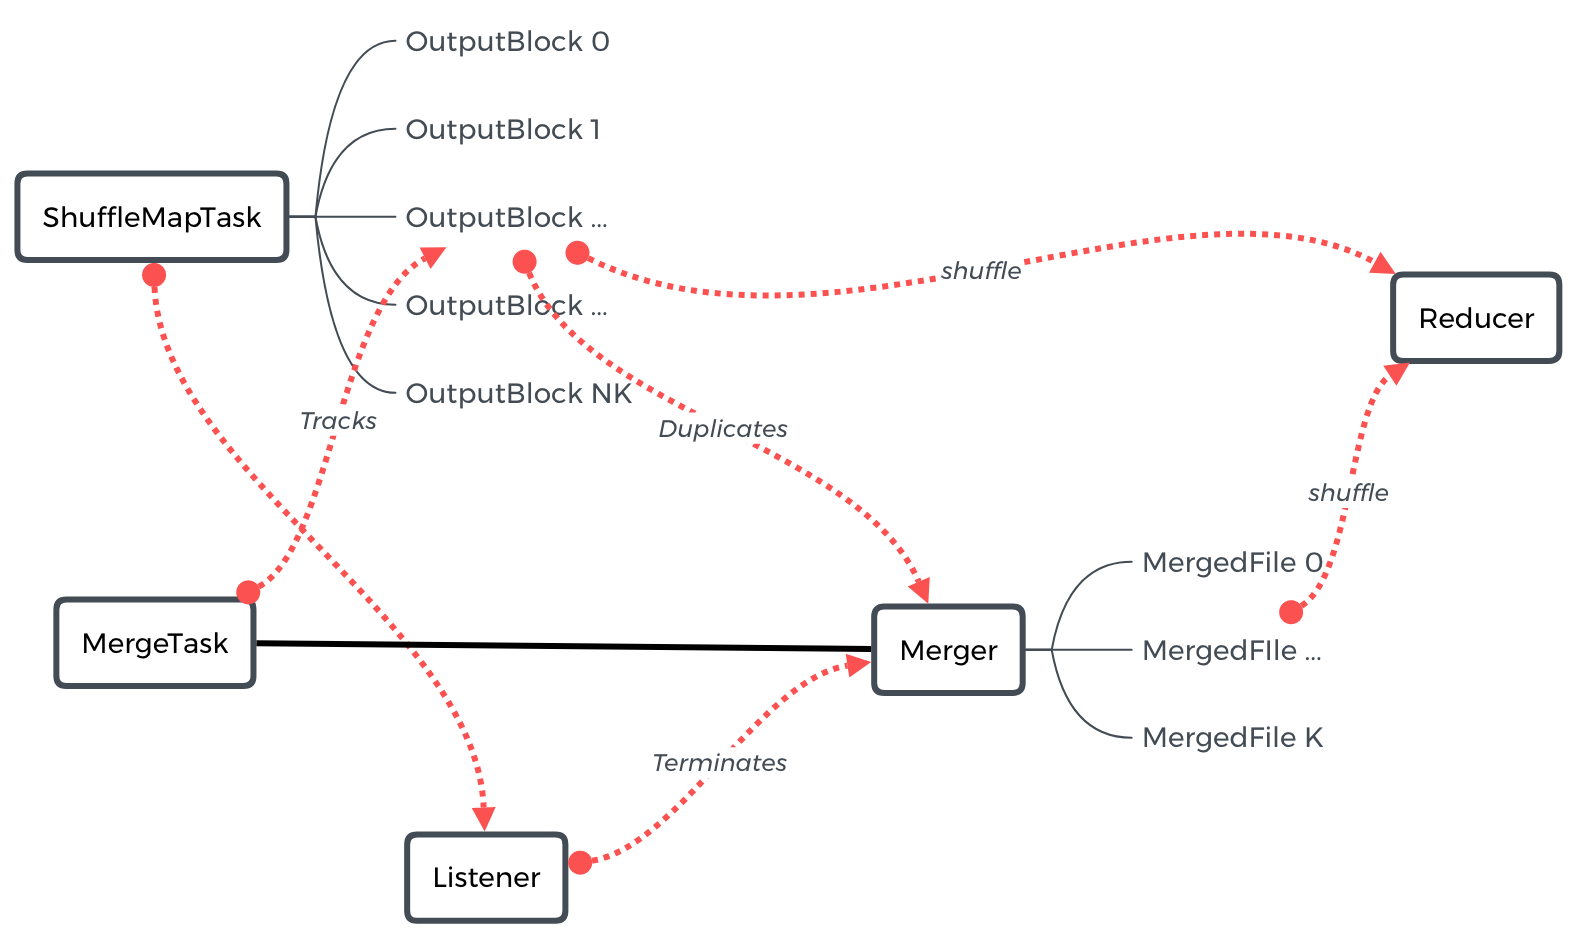 OutputBlock 0
OutputBlock 1
ShuffleMapTask
OutputBlock ...
OutputBlock ...
OutputBlock NK
shuffle
Reducer
Tracks
Duplicates
shuffle
MergedFile 0
MergeTask
Merger
MergedFIle ...
MergedFile K
Terminates
Listener